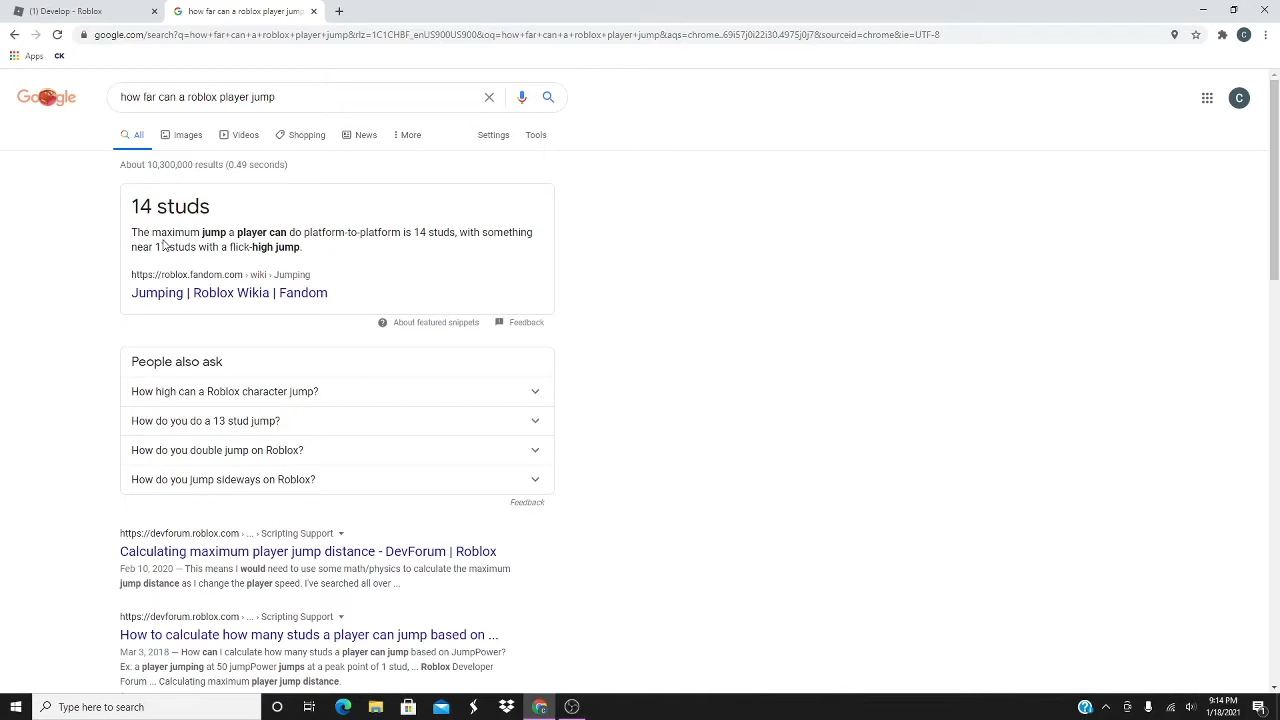 (1) Develop - Roblox
how far can a roblox player jump
google.com/search?q=how+far+can+a+roblox+player+jump&rlz=1C1CHBF_enUS900US900&oq=how+far+can+a+roblox+player+jump&aqs=chrome..69i57j0i22i30.4975j0j7&sourceid=chrome&ie=UTF-8
C
Apps
CK
Google
how far can a roblox player jump
C
All
Images
Videos
Shopping
News
More
Settings
Tools
About 10,300,000 results (0.49 seconds)
14 studs
The maximum jump a player can do platform-to-platform is 14 studs, with something
near studs with a flick-high jump.
https://roblox.fandom.com › wiki › Jumping
Jumping | Roblox Wikia | Fandom
About featured snippets
Feedback
People also ask
How high can a Roblox character jump?
How do you do a 13 stud jump?
How do you double jump on Roblox?
How do you jump sideways on Roblox?
Feedback
https://devforum.roblox.com › ... › Scripting Support
Calculating maximum player jump distance - DevForum | Roblox
Feb 10, 2020 — This means I would need to use some math/physics to calculate the maximum
jump distance as I change the player speed. I've searched all over ...
https://devforum.roblox.com › ... › Scripting Support
How to calculate how many studs a player can jump based on ...
Mar 3, 2018 — How can I calculate how many studs a player can jump based on JumpPower?
Ex: a player jumping at 50 jumpPower jumps at a peak point of 1 stud, ... Roblox Developer
Forum ... Calculating maximum player jump distance.
Type here to search
9:14 PM
1/18/2021